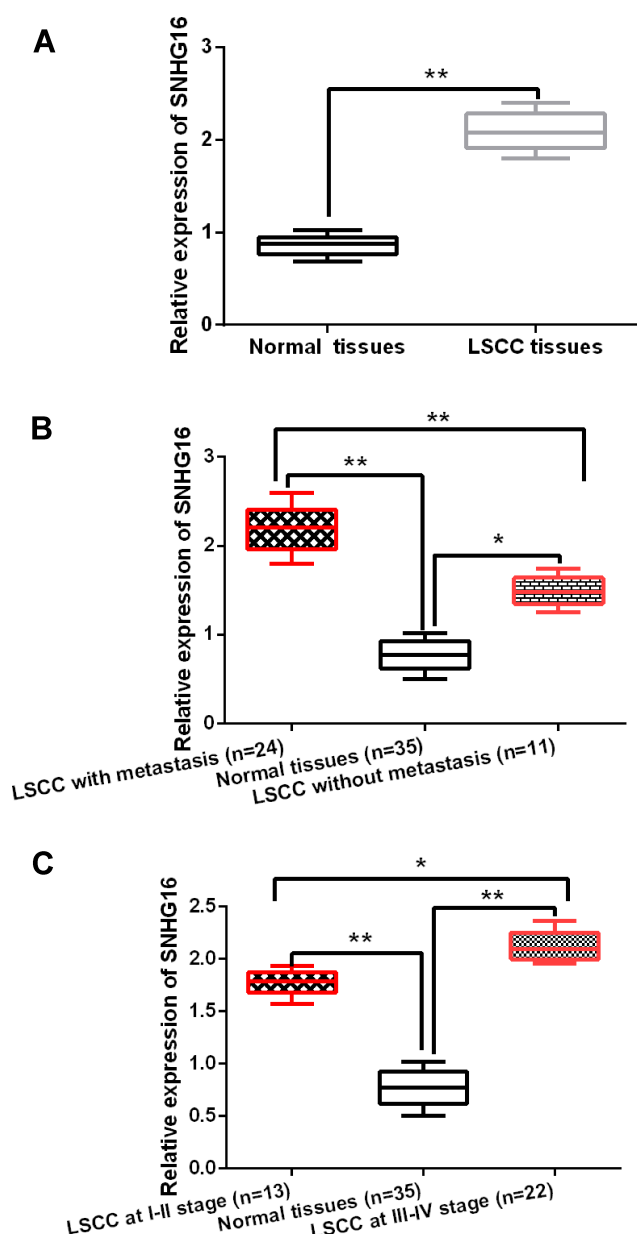 A
Relative expression of SNHG16
3
2
1
0
**
Normal tissues
LSCC tissues
B
Relative expression of SNHG16
3
2
1
0
**
**
*
LSCC with metastasis (n=24)
Normal tissues (n=35)
LSCC without metastasis (n=11)
C
Relative expression of SNHG16
2.5
2.0
1.5
1.0
0.5
0.0
*
**
**
LSCC at I-II stage (n=13)
Normal tissues (n=35)
LSCC at III-IV stage (n=22)